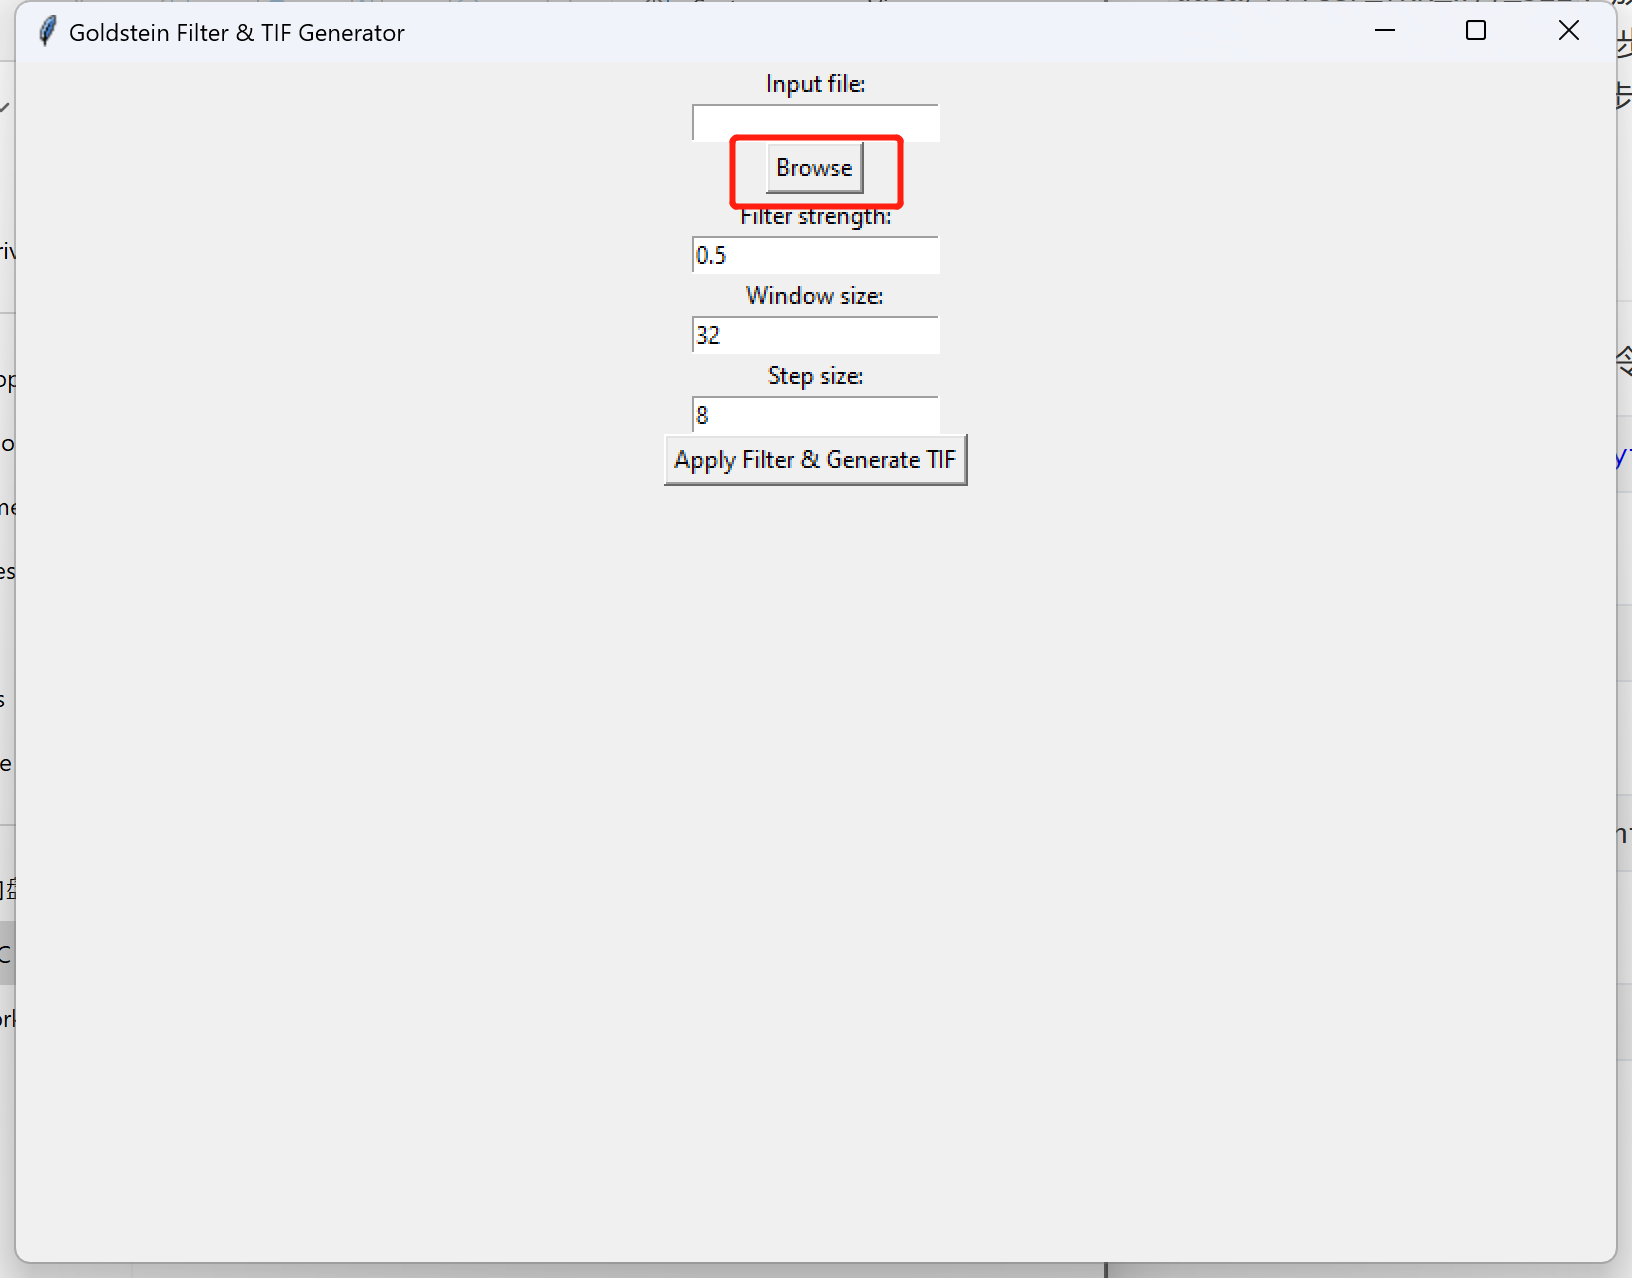 Goldstein Filter & TIF Generator
Input file:
Browse
Filter strength:
0.5
Window size:
32
Step size:
8
Apply Filter & Generate TIF